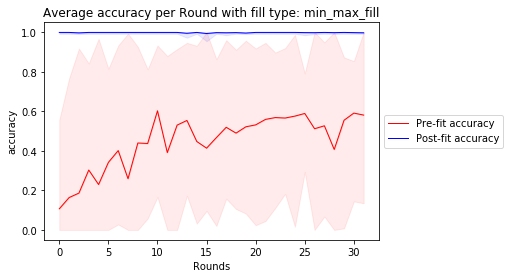 Average accuracy per Round with fill type: min_max_fill
1.0
0.8
0.6
0.4
0.2
0.0
accuracy
0
5
10
15
20
25
30
Rounds
Pre-fit accuracy
Post-fit accuracy